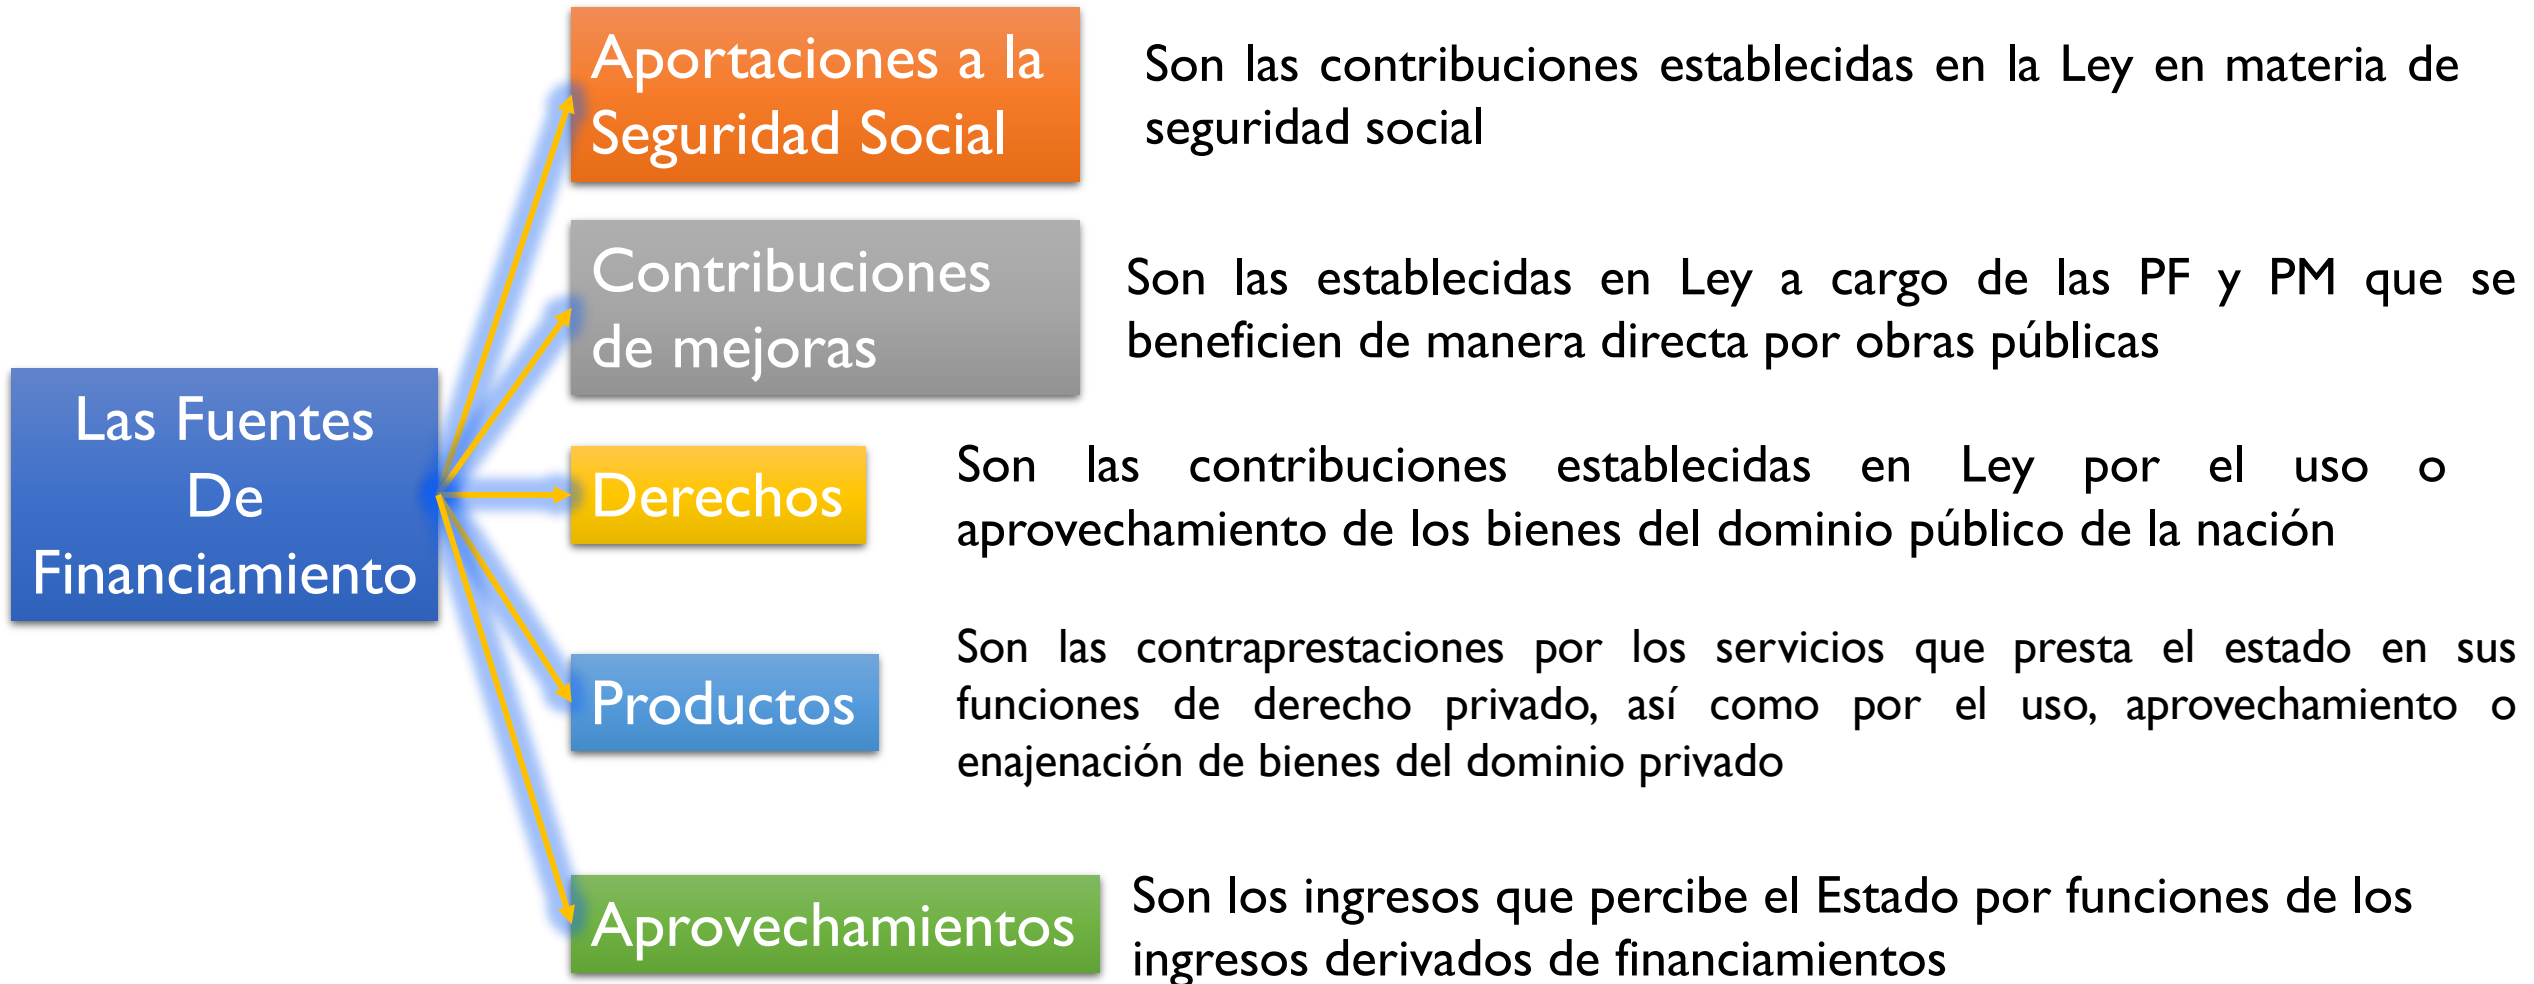 Las Fuentes
De
Financiamiento
Aportaciones a la
Seguridad Social
Son las contribuciones establecidas en la Ley en materia de
seguridad social
Contribuciones
de mejoras
Son las establecidas en Ley a cargo de las PF y PM que se
beneficien de manera directa por obras públicas
Derechos
Son las contribuciones establecidas en Ley por el uso o
aprovechamiento de los bienes del dominio público de la nación
Productos
Son las contraprestaciones por los servicios que presta el estado en sus
funciones de derecho privado, así como por el uso, aprovechamiento o
enajenación de bienes del dominio privado
Aprovechamientos
Son los ingresos que percibe el Estado por funciones de los
ingresos derivados de financiamientos